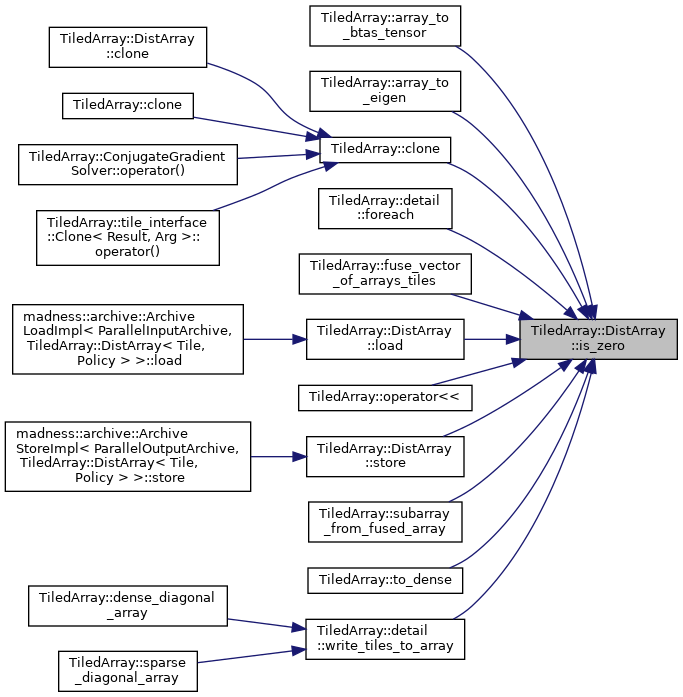 TiledArray::DistArray
::clone
TiledArray::clone
TiledArray::ConjugateGradient
Solver::operator()
TiledArray::tile_interface
::Clone< Result, Arg >::
operator()
madness::archive::Archive
LoadImpl< ParallelInputArchive,
TiledArray::DistArray< Tile,
Policy > >::load
madness::archive::Archive
StoreImpl< ParallelOutputArchive,
TiledArray::DistArray< Tile,
Policy > >::store
TiledArray::dense_diagonal
_array
TiledArray::sparse
_diagonal_array
TiledArray::array_to
_btas_tensor
TiledArray::array_to
_eigen
TiledArray::clone
TiledArray::detail
::foreach
TiledArray::fuse_vector
_of_arrays_tiles
TiledArray::DistArray
::load
TiledArray::operator<<
TiledArray::DistArray
::store
TiledArray::subarray
_from_fused_array
TiledArray::to_dense
TiledArray::detail
::write_tiles_to_array
TiledArray::DistArray
::is_zero